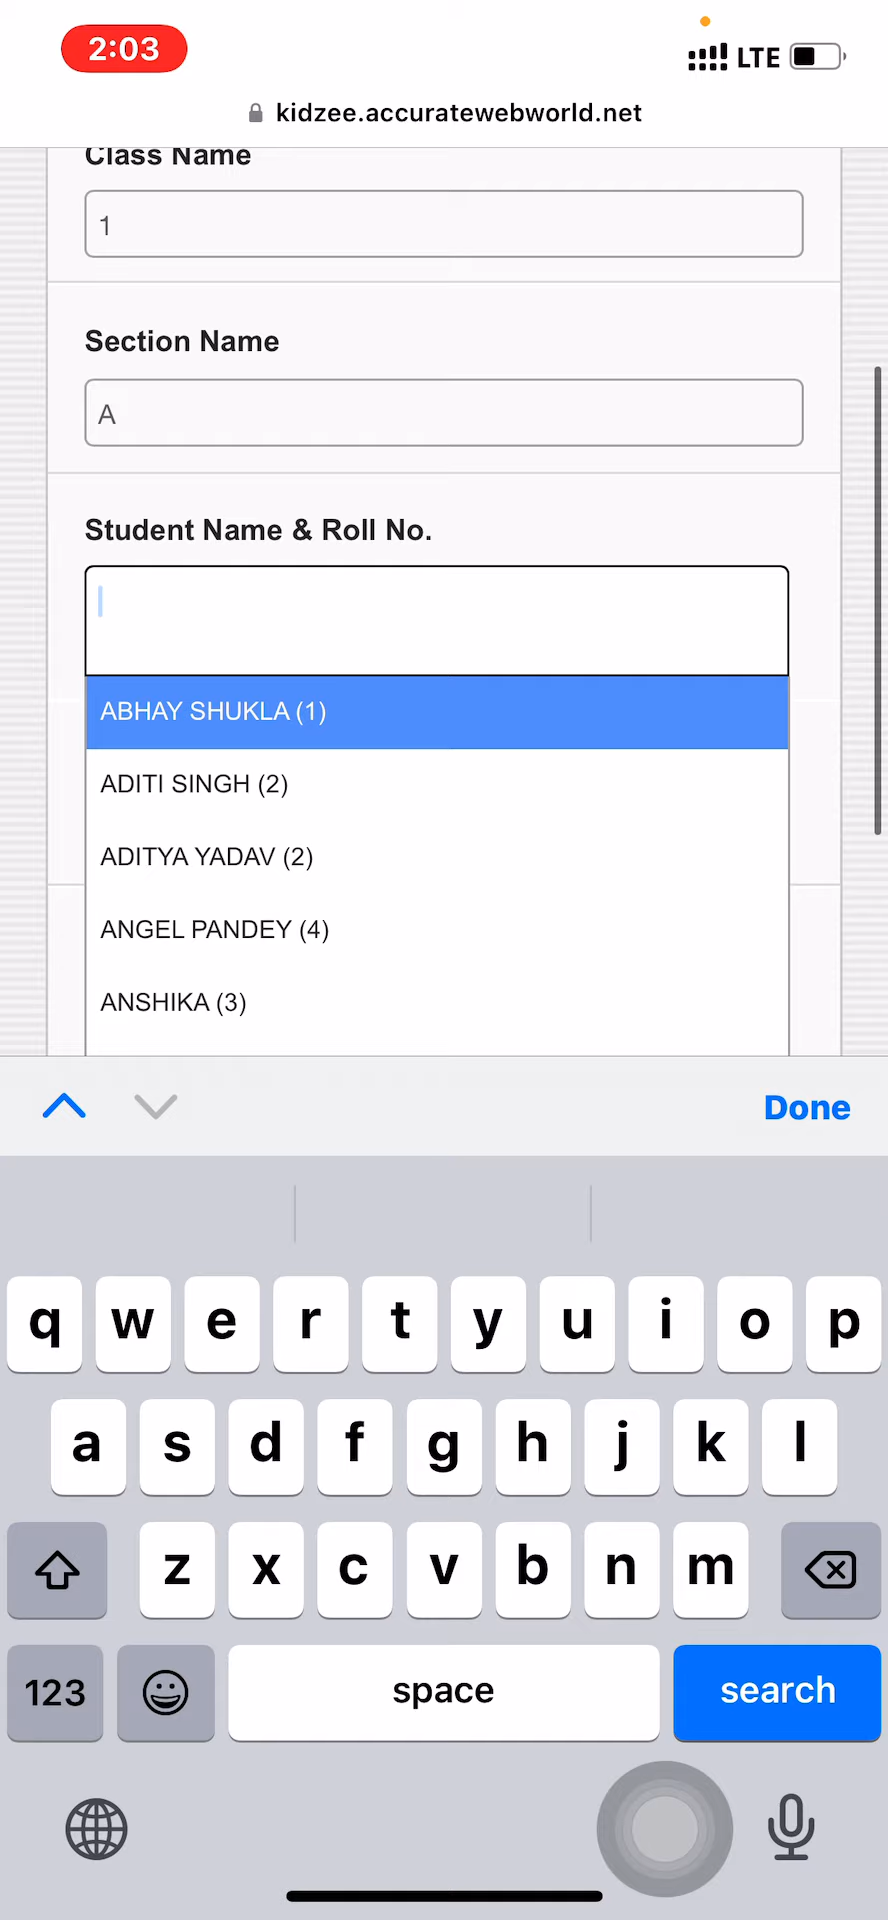 2:03
LTE
kidzee.accuratewebworld.net
Class Name
1
Section Name
A
Student Name & Roll No.
ABHAY SHUKLA (1)
ADITI SINGH (2)
ADITYA YADAV (2)
ANGEL PANDEY (4)
ANSHIKA (3)
Done
q w e r t y u i o p
a s d f g h j k l
z x c v b n m
123 space search